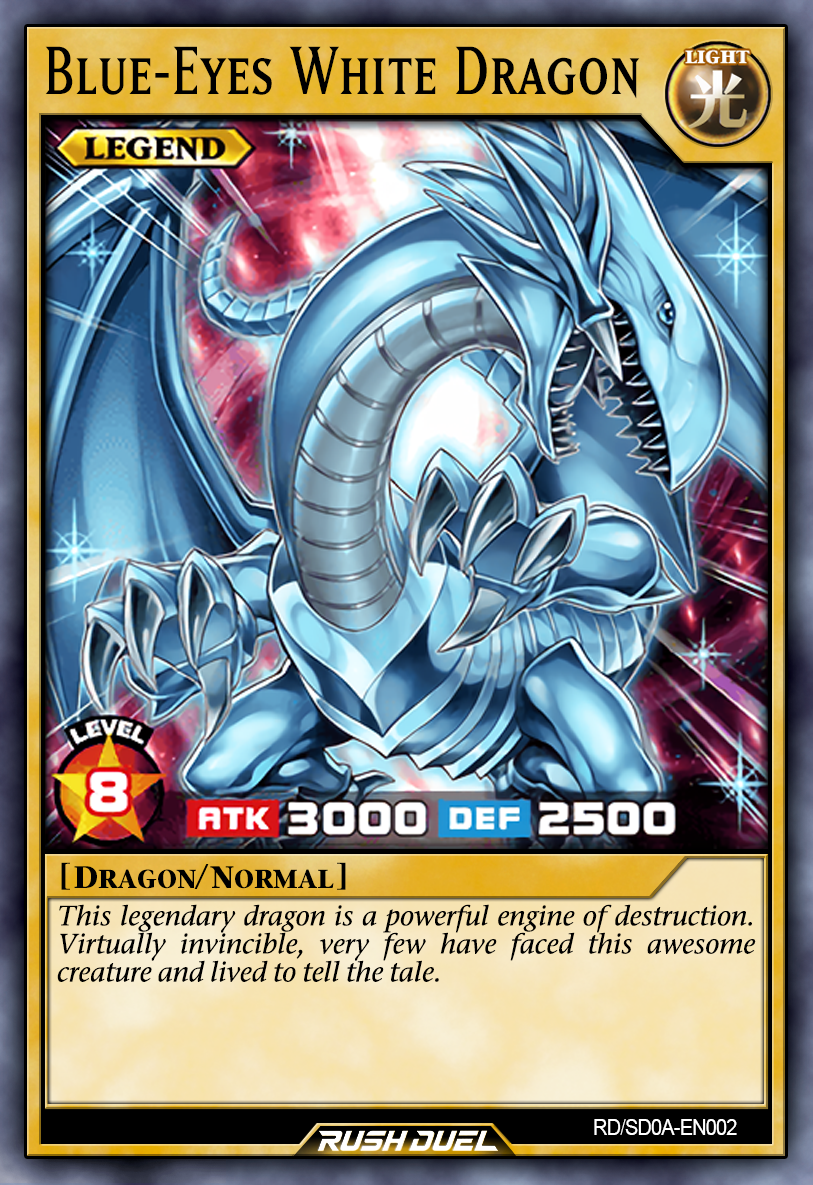 Blue-Eyes White Dragon
LIGHT
光
LEGEND
LEVEL
8
ATK 3000 DEF 2500
[Dragon/Normal]
This legendary dragon is a powerful engine of destruction.
Virtually invincible, very few have faced this awesome
creature and lived to tell the tale.
RD/SD0A-EN002
RUSH DUEL